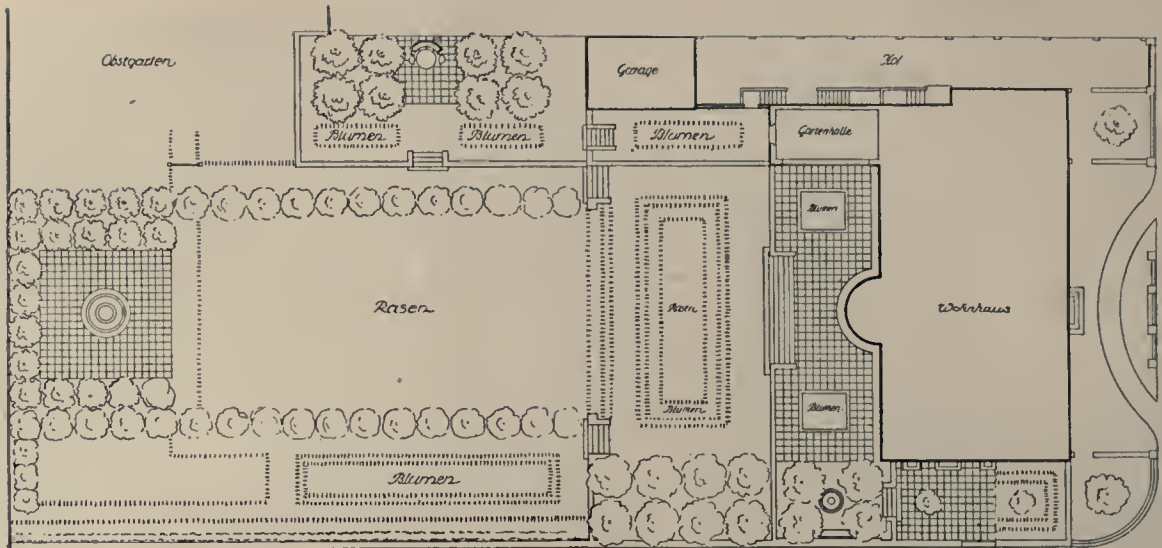 Obstgarten
Garage
Hof
Blumen
Blumen
Blumen
Gartenhalle
Blumen
Rasen
Rasen
Wohnhaus
Blumen
Blumen
Blumen